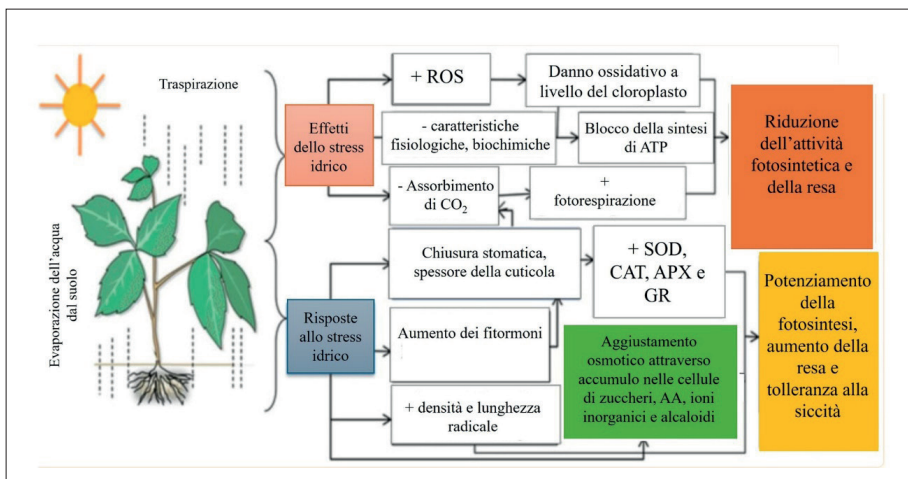 Traspirazione
Evaporazione dell'acqua
dal suolo
Effetti
dello stress
idrico
+ ROS
Danno ossidativo a
livello del cloroplasto
- caratteristiche
fisiologiche, biochimiche
Blocco della sintesi
di ATP
- Assorbimento
di CO₂
+
fotorespirazione
Riduzione
dell'attività
fotosintetica e
della resa
Risposte
allo stress
idrico
Chiusura stomatica,
spessore della cuticola
+ SOD,
CAT, APX e
GR
Aumento dei fitormoni
+ densità e lunghezza
radicale
Aggiustamento
osmotico attraverso
accumulo nelle cellule
di zuccheri, AA, ioni
inorganici e alcaloidi
Potenziamento
della
fotosintesi,
aumento della
resa e
tolleranza alla
siccità